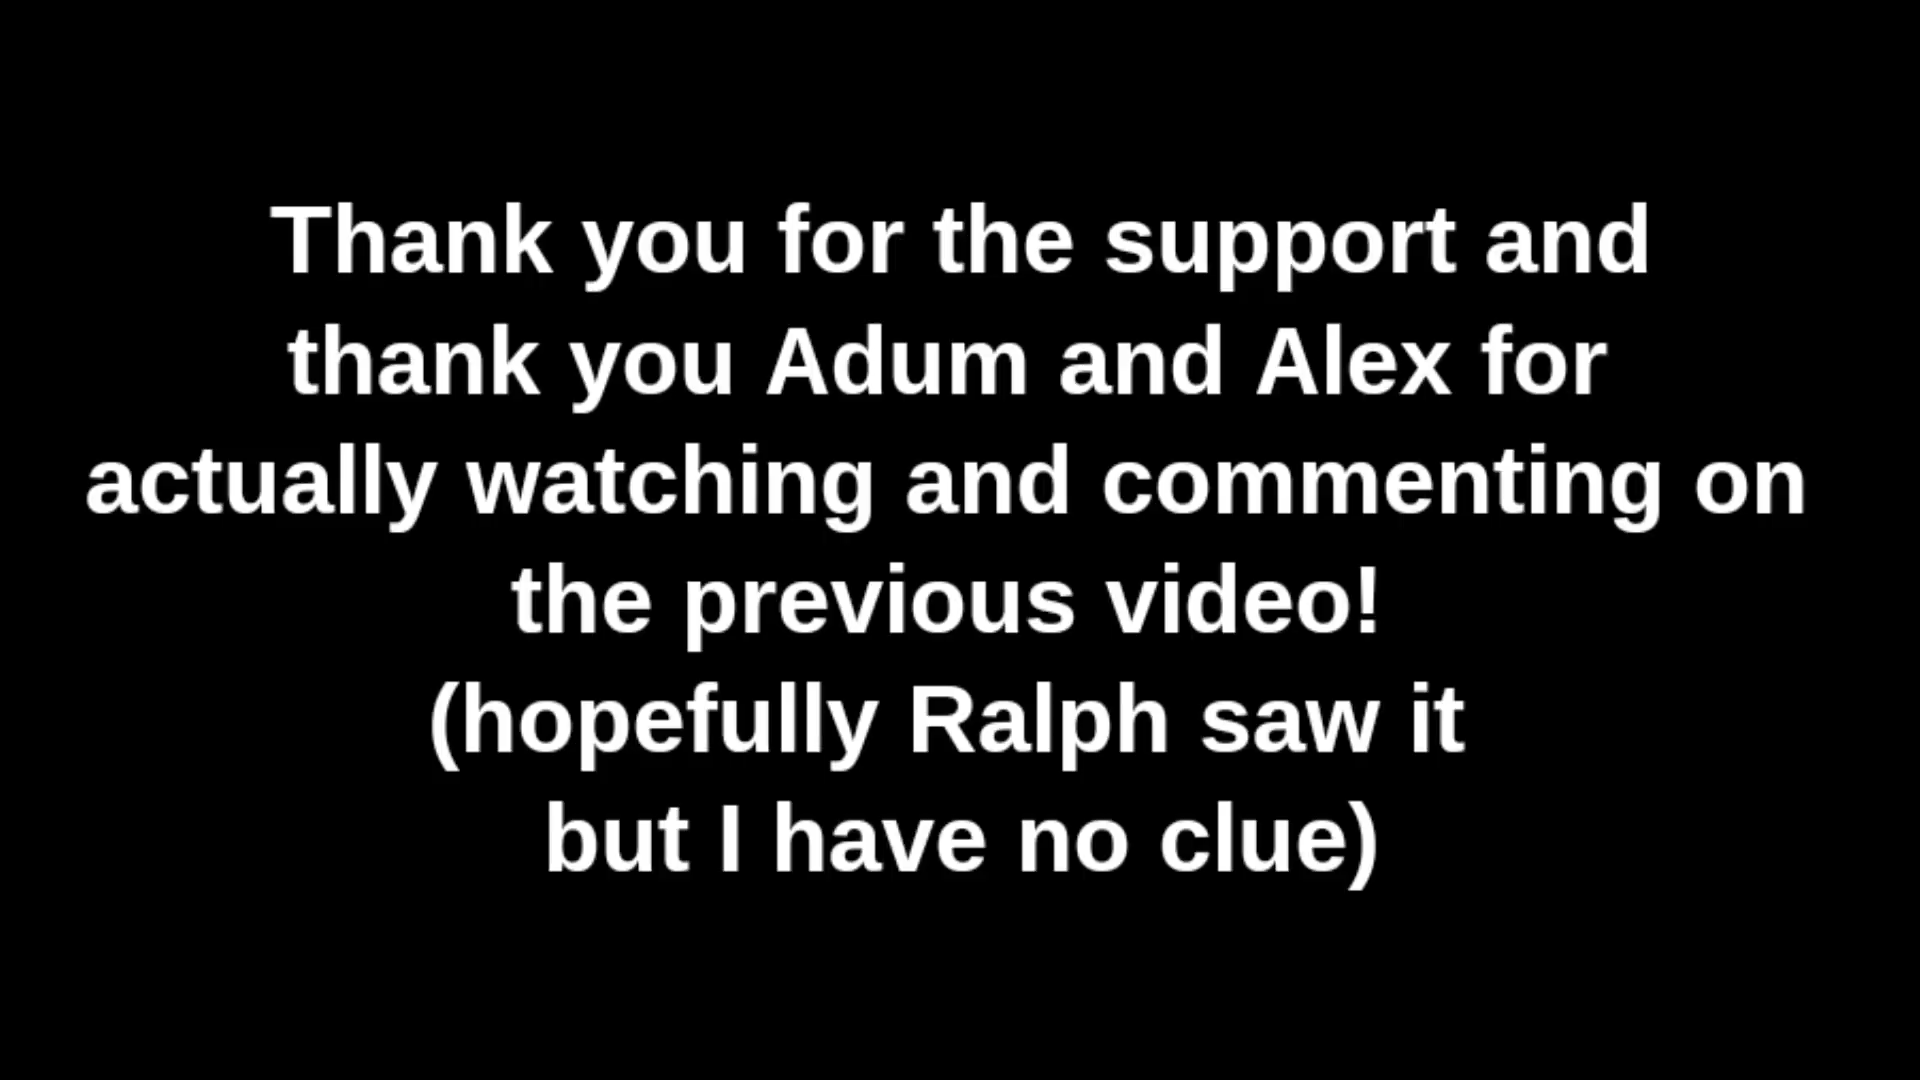 Thank you for the support and
thank you Adum and Alex for
actually watching and commenting on
the previous video!
(hopefully Ralph saw it
but I have no clue)